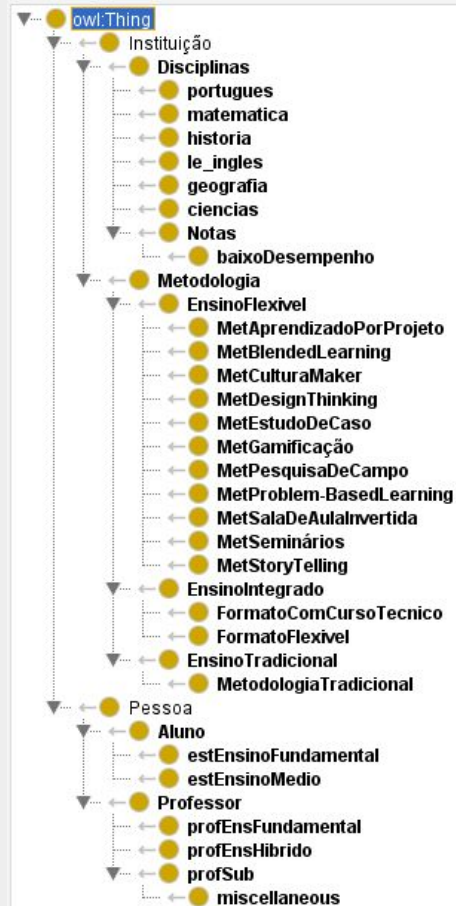 owl:Thing
Instituição
Disciplinas
portugues
matematica
historia
le_ingles
geografia
ciencias
Notas
baixoDesempenho
Metodologia
EnsinoFlexivel
MetAprendizadoPorProjeto
MetBlendedLearning
MetCulturaMaker
MetDesignThinking
MetEstudoDeCaso
MetGamificação
MetPesquisaDeCampo
MetProblem-BasedLearning
MetSalaDeAulaInvertida
MetSeminários
MetStoryTelling
EnsinoIntegrado
FormatoComCursoTecnico
FormatoFlexivel
EnsinoTradicional
MetodologiaTradicional
Pessoa
Aluno
estEnsinoFundamental
estEnsinoMedio
Professor
profEnsFundamental
profEnsHibrido
profSub
miscellaneous